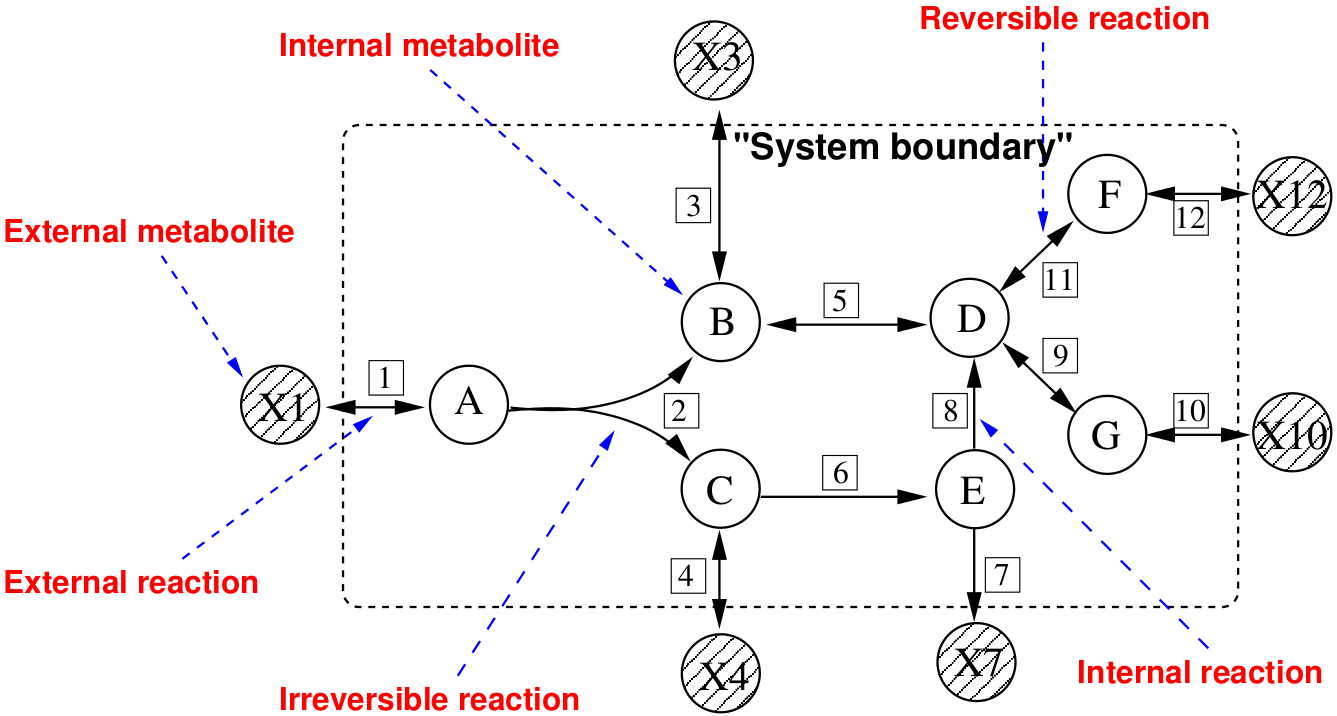 Reversible reaction
Internal metabolite
X3
"System boundary"
F
X12
12
3
External metabolite
11
5
B
D
9
1
X1
A
2
8
10
G
X10
6
C
E
4
7
External reaction
X4
X7
Internal reaction
Irreversible reaction